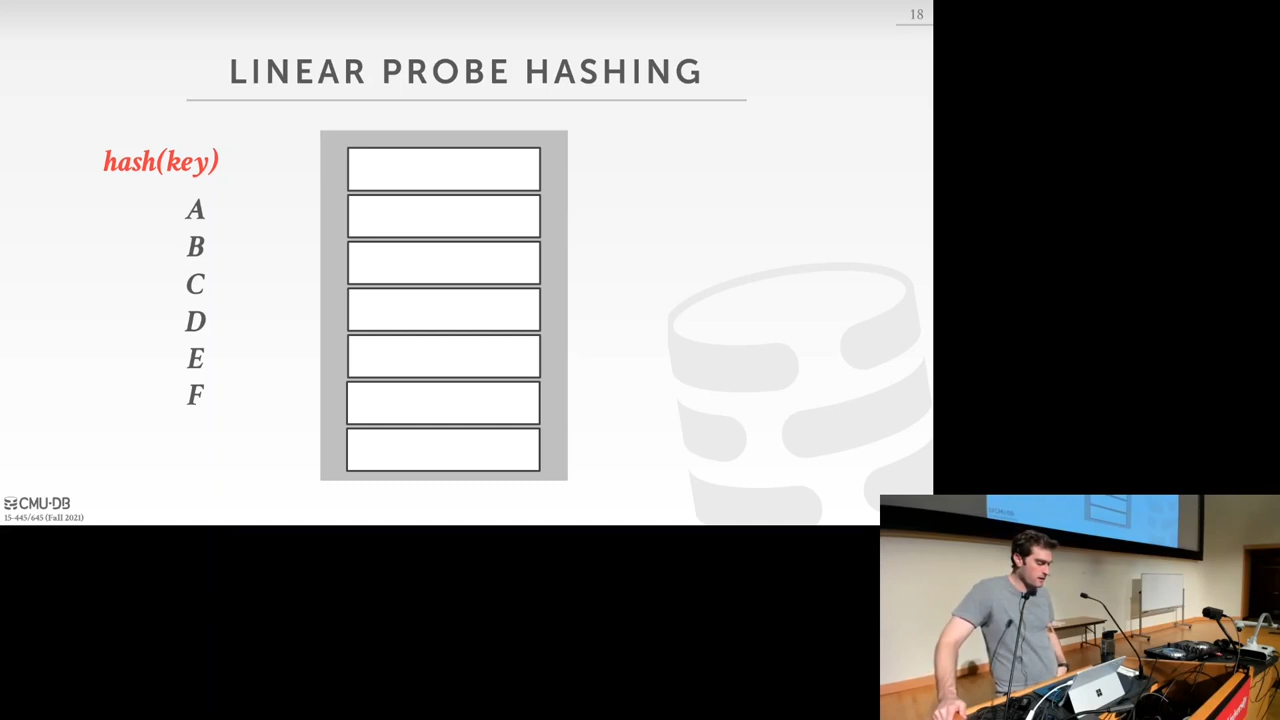 18
LINEAR PROBE HASHING
hash(key)
A
B
C
D
E
F
CMU·DB
15-445/645 (Fall 2021)